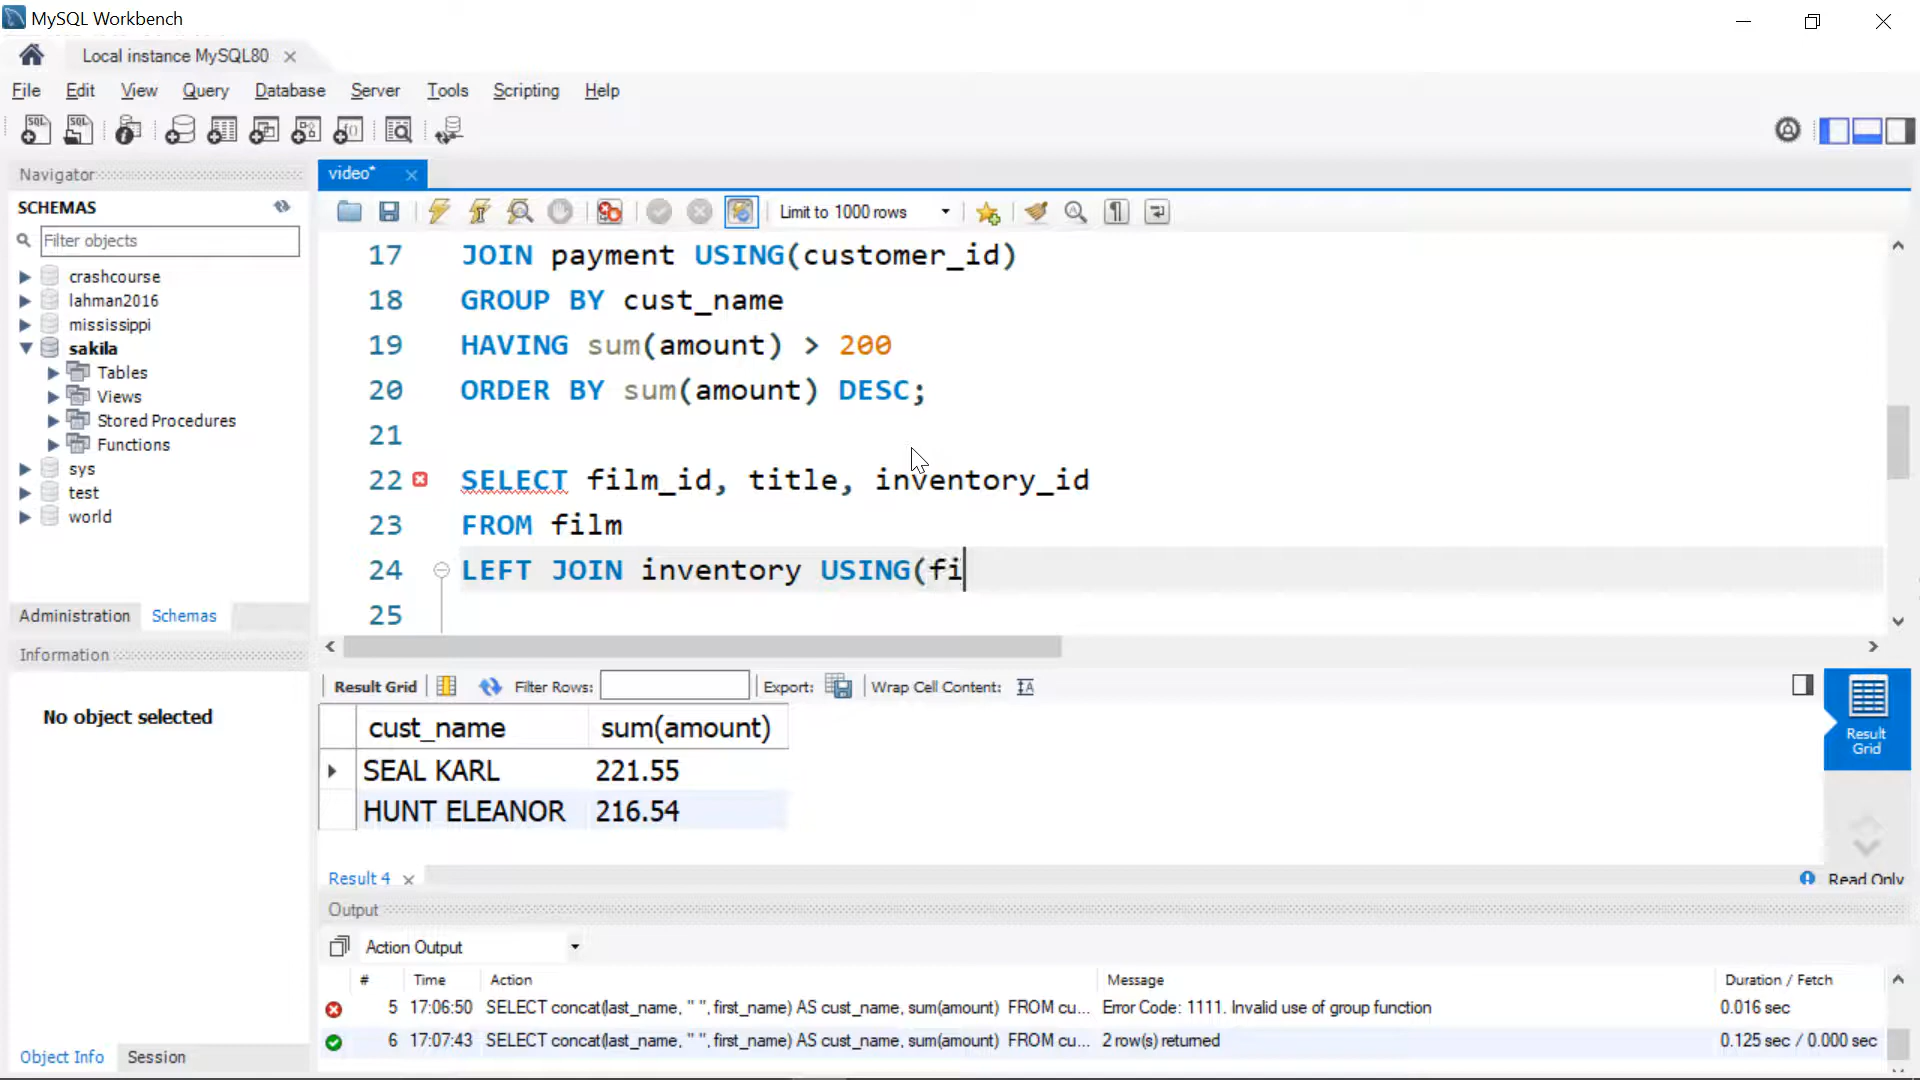 MySQL Workbench
Local instance MySQL80
File Edit View Query Database Server Tools Scripting Help
Navigator
SCHEMAS
Filter objects
crashcourse
lahman2016
mississippi
sakila
Tables
Views
Stored Procedures
Functions
sys
test
world
Administration Schemas
Information
No object selected
Object Info Session
video*
Limit to 1000 rows
17 JOIN payment USING(customer_id)
18 GROUP BY cust_name
19 HAVING sum(amount) > 200
20 ORDER BY sum(amount) DESC;
21
22 SELECT film_id, title, inventory_id
23 FROM film
24 LEFT JOIN inventory USING(fi
25
Result Grid Filter Rows: Export: Wrap Cell Content:
cust_name sum(amount)
SEAL KARL 221.55
HUNT ELEANOR 216.54
Result Grid
Result 4 Read Only
Output
Action Output
# Time Action Message Duration / Fetch
5 17:06:50 SELECT concat(last_name, " ", first_name) AS cust_name, sum(amount) FROM cu... Error Code: 1111. Invalid use of group function 0.016 sec
6 17:07:43 SELECT concat(last_name, " ", first_name) AS cust_name, sum(amount) FROM cu... 2 row(s) returned 0.125 sec / 0.000 sec